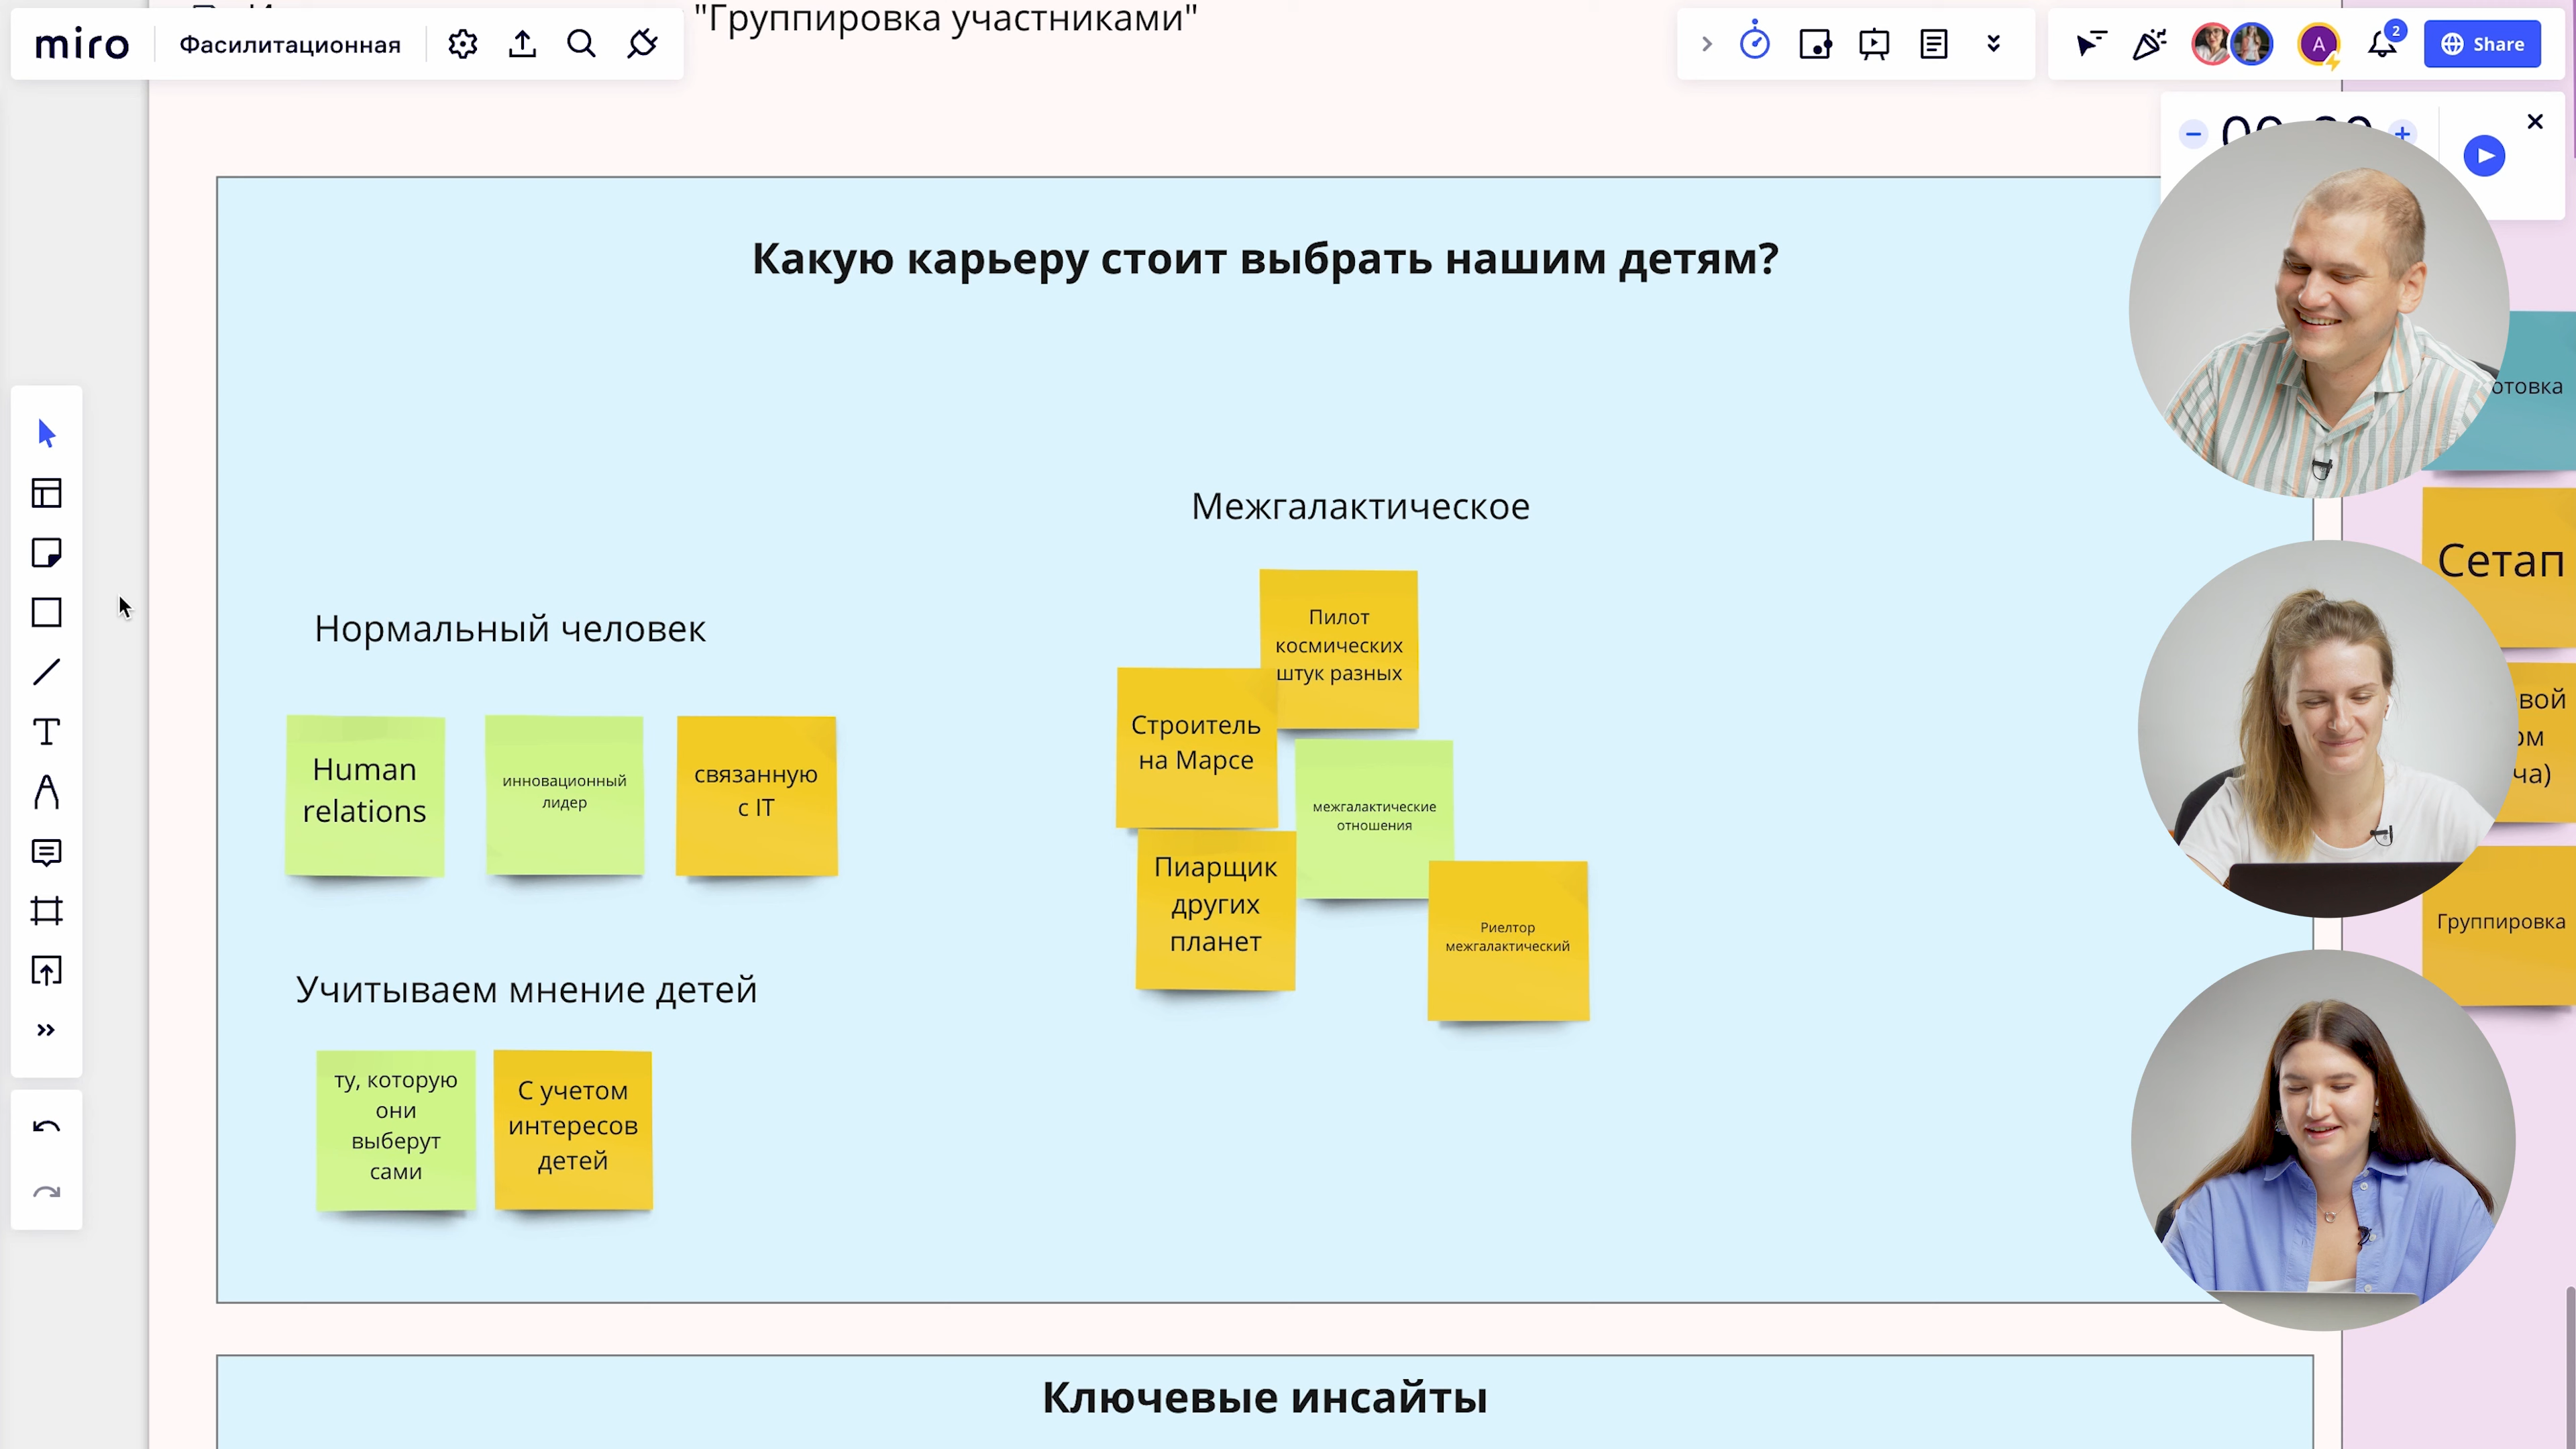 "Группировка участниками"
miro
Фасилитационная
2
A
Share
Какую карьеру стоит выбрать нашим детям?
Межгалактическое
Нормальный человек
Пилот
космических
штук разных
Строитель
на Марсе
Human
relations
инновационный
лидер
связанную
с IT
межгалактические
отношения
Пиарщик
других
планет
Риелтор
межгалактический
Учитываем мнение детей
ту, которую
они
выберут
сами
С учетом
интересов
детей
Сетап
Группировка
Ключевые инсайты